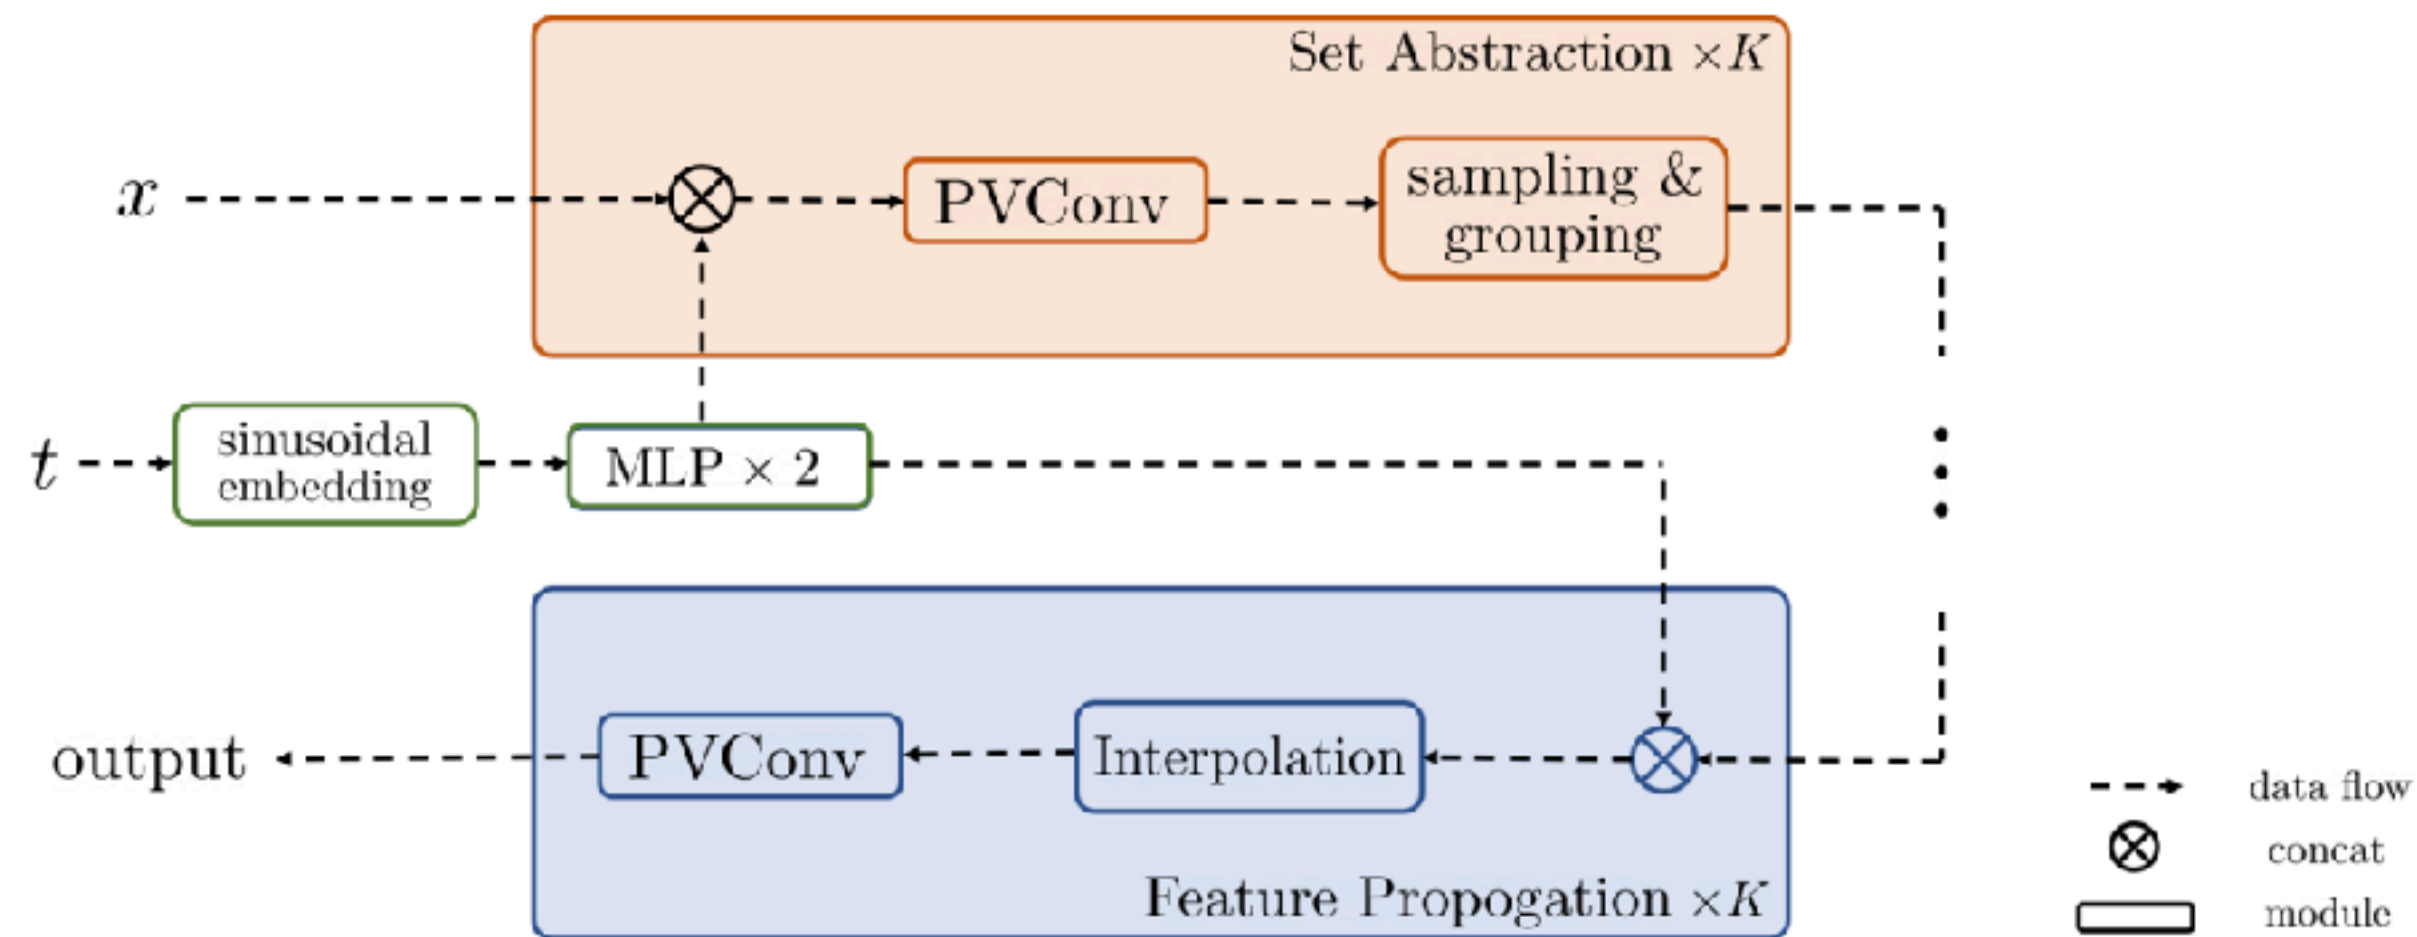 Set Abstraction ×K
x
PVConv
sampling &
grouping
t
sinusoidal
embedding
MLP × 2
output
PVConv
Interpolation
Feature Propogation ×K
data flow
concat
module